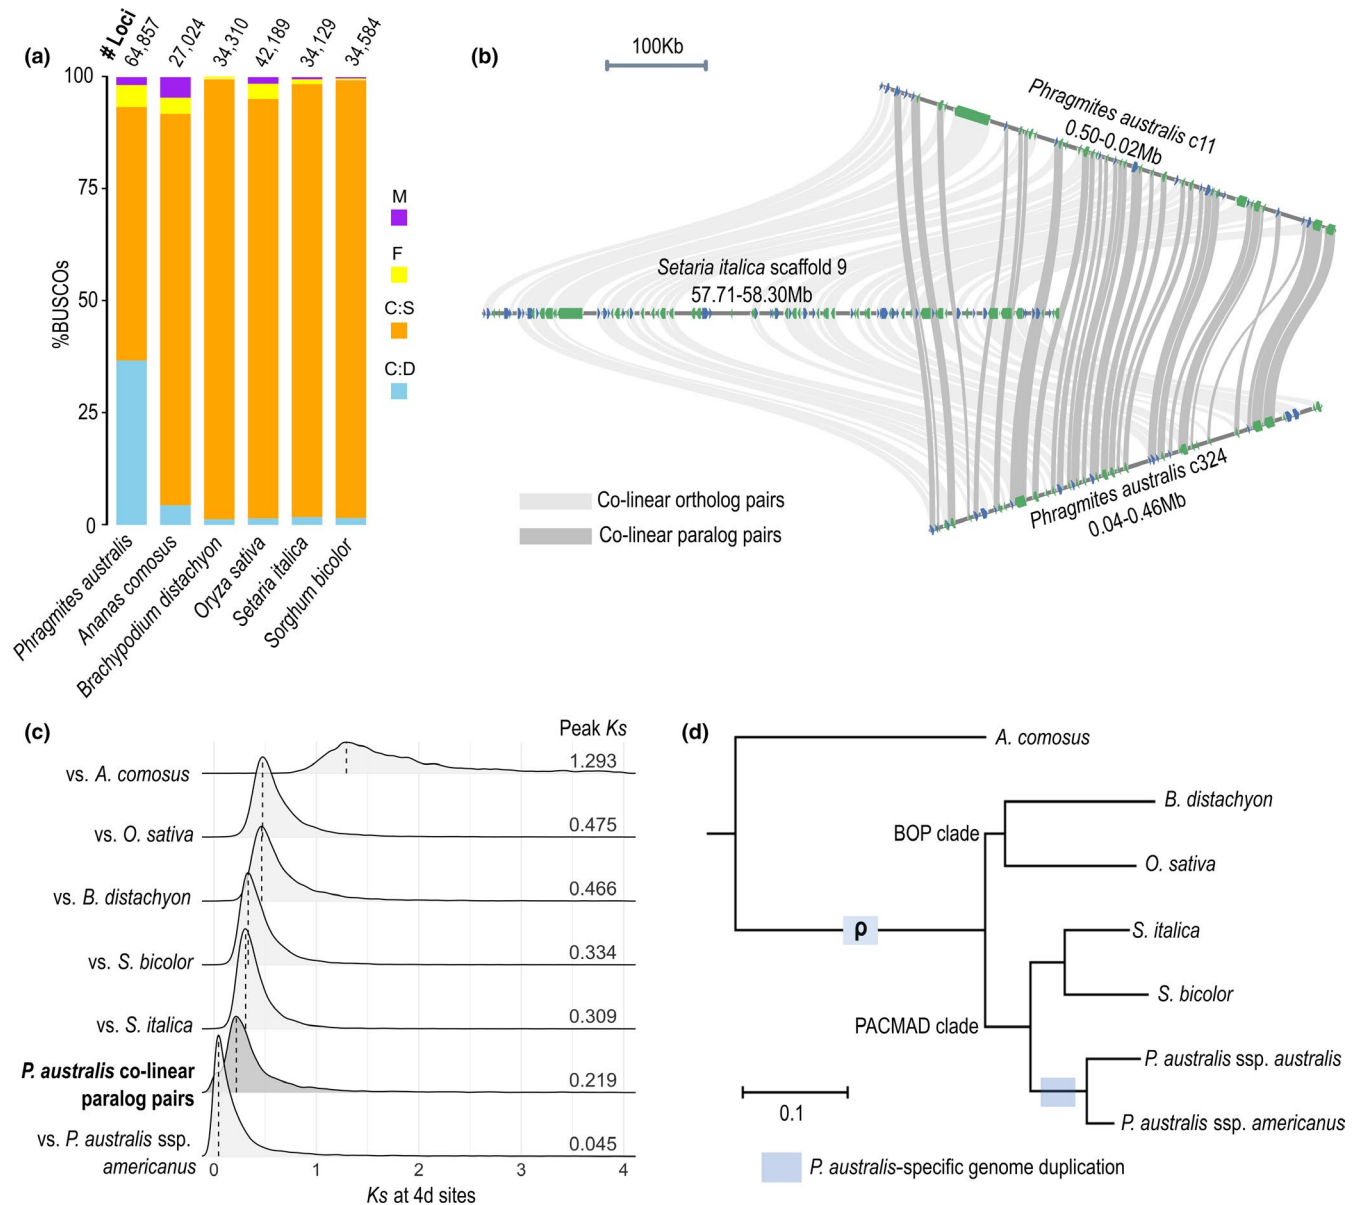 (a)
# Loci
64,857
27,024
34,310
42,189
34,129
34,584
100
75
50
25
0
%BUSCOs
M
F
C:S
C:D
Phragmites australis
Ananas comosus
Brachypodium distachyon
Oryza sativa
Setaria italica
Sorghum bicolor
(b)
100Kb
Phragmites australis c11
0.50-0.02Mb
Setaria italica scaffold 9
57.71-58.30Mb
Phragmites australis c324
0.04-0.46Mb
Co-linear ortholog pairs
Co-linear paralog pairs
(c)
Peak Ks
vs. A. comosus
1.293
vs. O. sativa
0.475
vs. B. distachyon
0.466
vs. S. bicolor
0.334
vs. S. italica
0.309
P. australis co-linear
paralog pairs
0.219
vs. P. australis ssp.
americanus
0.045
0
1
2
3
4
Ks at 4d sites
(d)
A. comosus
B. distachyon
BOP clade
O. sativa
ρ
S. italica
S. bicolor
PACMAD clade
P. australis ssp. australis
P. australis ssp. americanus
0.1
P. australis-specific genome duplication